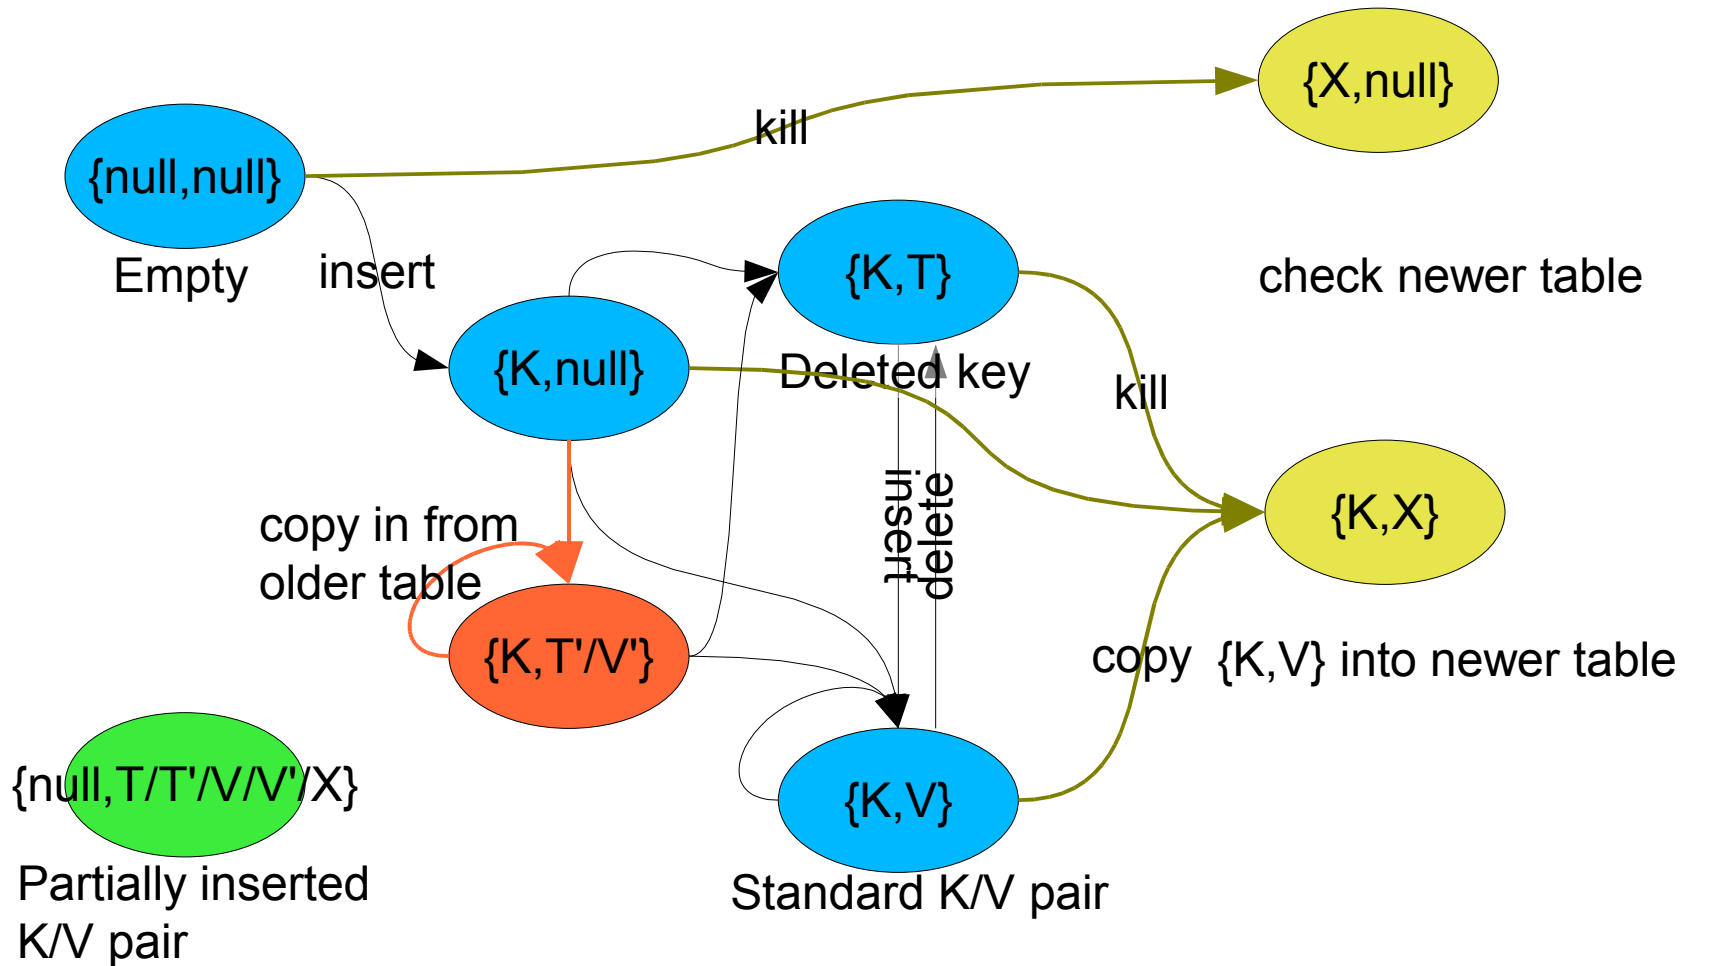 {X,null}
kill
{null,null}
Empty
insert
{K,T}
check newer table
{K,null}
Deleted key
kill
insert
delete
{K,X}
copy in from
older table
{K,T'/V'}
copy {K,V} into newer table
{null,T/T'/V/V'/X}
{K,V}
Partially inserted
K/V pair
Standard K/V pair